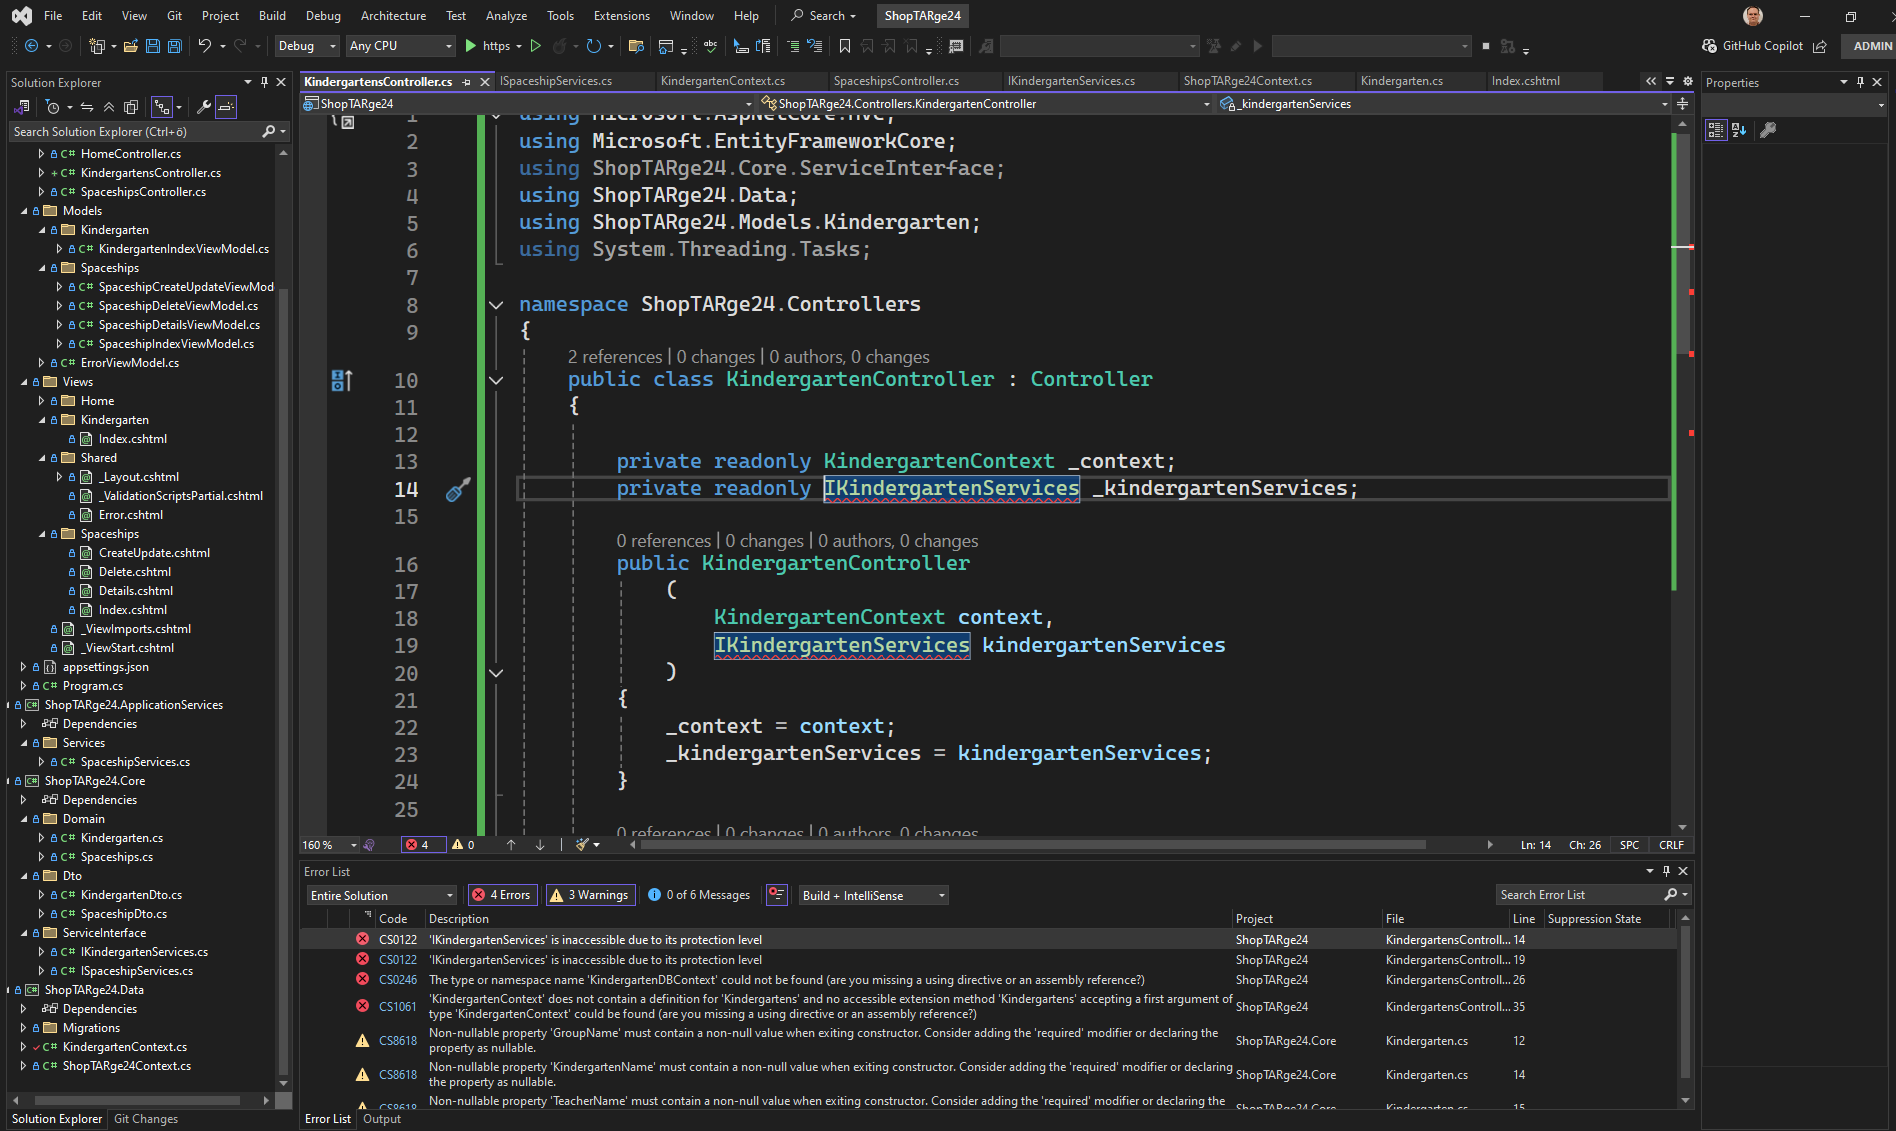 File Edit View Git Project Build Debug Architecture Test Analyze Tools Extensions Window Help Search ShopTARge24
Debug Any CPU https GitHub Copilot ADMIN
Solution Explorer
Search Solution Explorer (Ctrl+ö)
HomeController.cs
C# KindergartensController.cs
C# SpaceshipsController.cs
Models
Kindergarten
C# KindergartenIndexViewModel.cs
Spaceships
C# SpaceshipCreateUpdateViewMod
C# SpaceshipDeleteViewModel.cs
C# SpaceshipDetailsViewModel.cs
C# SpaceshipIndexViewModel.cs
C# ErrorViewModel.cs
Views
Home
Kindergarten
Index.cshtml
Shared
_Layout.cshtml
_ValidationScriptsPartial.cshtml
Error.cshtml
Spaceships
CreateUpdate.cshtml
Delete.cshtml
Details.cshtml
Index.cshtml
_ViewImports.cshtml
_ViewStart.cshtml
appsettings.json
C# Program.cs
ShopTARge24.ApplicationServices
Dependencies
Services
C# SpaceshipServices.cs
ShopTARge24.Core
Dependencies
Domain
C# Kindergarten.cs
C# Spaceships.cs
Dto
C# KindergartenDto.cs
C# SpaceshipDto.cs
ServiceInterface
C# IKindergartenServices.cs
C# ISpaceshipServices.cs
ShopTARge24.Data
Dependencies
Migrations
C# KindergartenContext.cs
C# ShopTARge24Context.cs
Solution Explorer Git Changes
KindergartensController.cs ISpaceshipServices.cs KindergartenContext.cs SpaceshipsController.cs IKindergartenServices.cs ShopTARge24Context.cs Kindergarten.cs Index.cshtml
ShopTARge24 ShopTARge24.Controllers.KindergartenController _kindergartenServices
1 using Microsoft.AspNetCore.Mvc;
2 using Microsoft.EntityFrameworkCore;
3 using ShopTARge24.Core.ServiceInterface;
4 using ShopTARge24.Data;
5 using ShopTARge24.Models.Kindergarten;
6 using System.Threading.Tasks;
7
8 namespace ShopTARge24.Controllers
9 {
2 references | 0 changes | 0 authors, 0 changes
10 public class KindergartenController : Controller
11 {
12
13 private readonly KindergartenContext _context;
14 private readonly IKindergartenServices _kindergartenServices;
15
0 references | 0 changes | 0 authors, 0 changes
16 public KindergartenController
17 (
18 KindergartenContext context,
19 IKindergartenServices kindergartenServices
20 )
21 {
22 _context = context;
23 _kindergartenServices = kindergartenServices;
24 }
25
0 references | 0 changes | 0 authors, 0 changes
160 % 4 0 Ln: 14 Ch: 26 SPC CRLF
Error List
Entire Solution 4 Errors 3 Warnings 0 of 6 Messages Build + IntelliSense Search Error List
Code Description Project File Line Suppression State
CS0122 'IKindergartenServices' is inaccessible due to its protection level ShopTARge24 KindergartensControll... 14
CS0122 'IKindergartenServices' is inaccessible due to its protection level ShopTARge24 KindergartensControll... 19
CS0246 The type or namespace name 'KindergartenDBContext' could not be found (are you missing a using directive or an assembly reference?) ShopTARge24 KindergartensControll... 26
CS1061 'KindergartenContext' does not contain a definition for 'Kindergartens' and no accessible extension method 'Kindergartens' accepting a first argument of
type 'KindergartenContext' could be found (are you missing a using directive or an assembly reference?) ShopTARge24 KindergartensControll... 35
CS8618 Non-nullable property 'GroupName' must contain a non-null value when exiting constructor. Consider adding the 'required' modifier or declaring the
property as nullable. ShopTARge24.Core Kindergarten.cs 12
CS8618 Non-nullable property 'KindergartenName' must contain a non-null value when exiting constructor. Consider adding the 'required' modifier or declaring
the property as nullable. ShopTARge24.Core Kindergarten.cs 14
CS8618 Non-nullable property 'TeacherName' must contain a non-null value when exiting constructor. Consider adding the 'required' modifier or declaring the
ShopTARge24.Core Kindergarten.cs 15
Error List Output
Properties